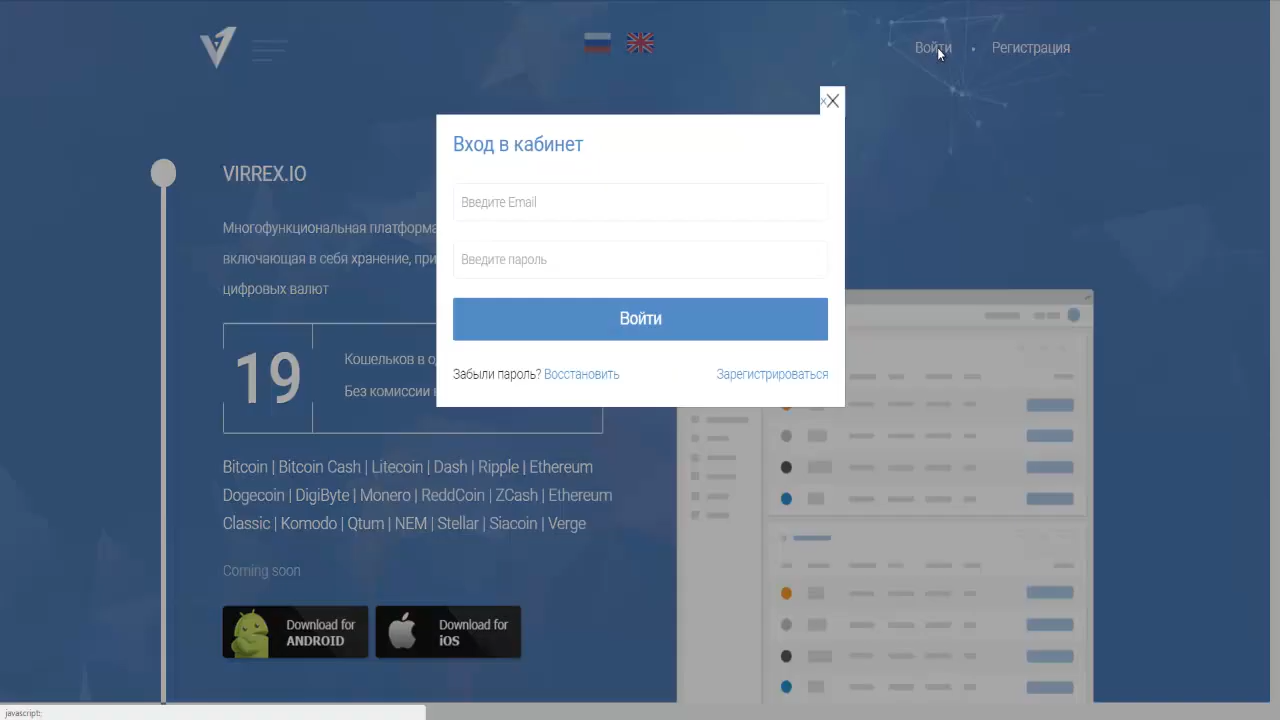 Войти
Регистрация
x
Вход в кабинет
Введите Email
Введите пароль
Войти
Забыли пароль? Восстановить
Зарегистрироваться
VIRREX.IO
Многофункциональная платформа
включающая в себя хранение,
цифровых валют
19
Кошельков в
Без комиссии
Bitcoin | Bitcoin Cash | Litecoin | Dash | Ripple | Ethereum
Dogecoin | DigiByte | Monero | ReddCoin | ZCash | Ethereum
Classic | Komodo | Qtum | NEM | Stellar | Siacoin | Verge
Coming soon
Download for
ANDROID
Download for
iOS
javascript:;